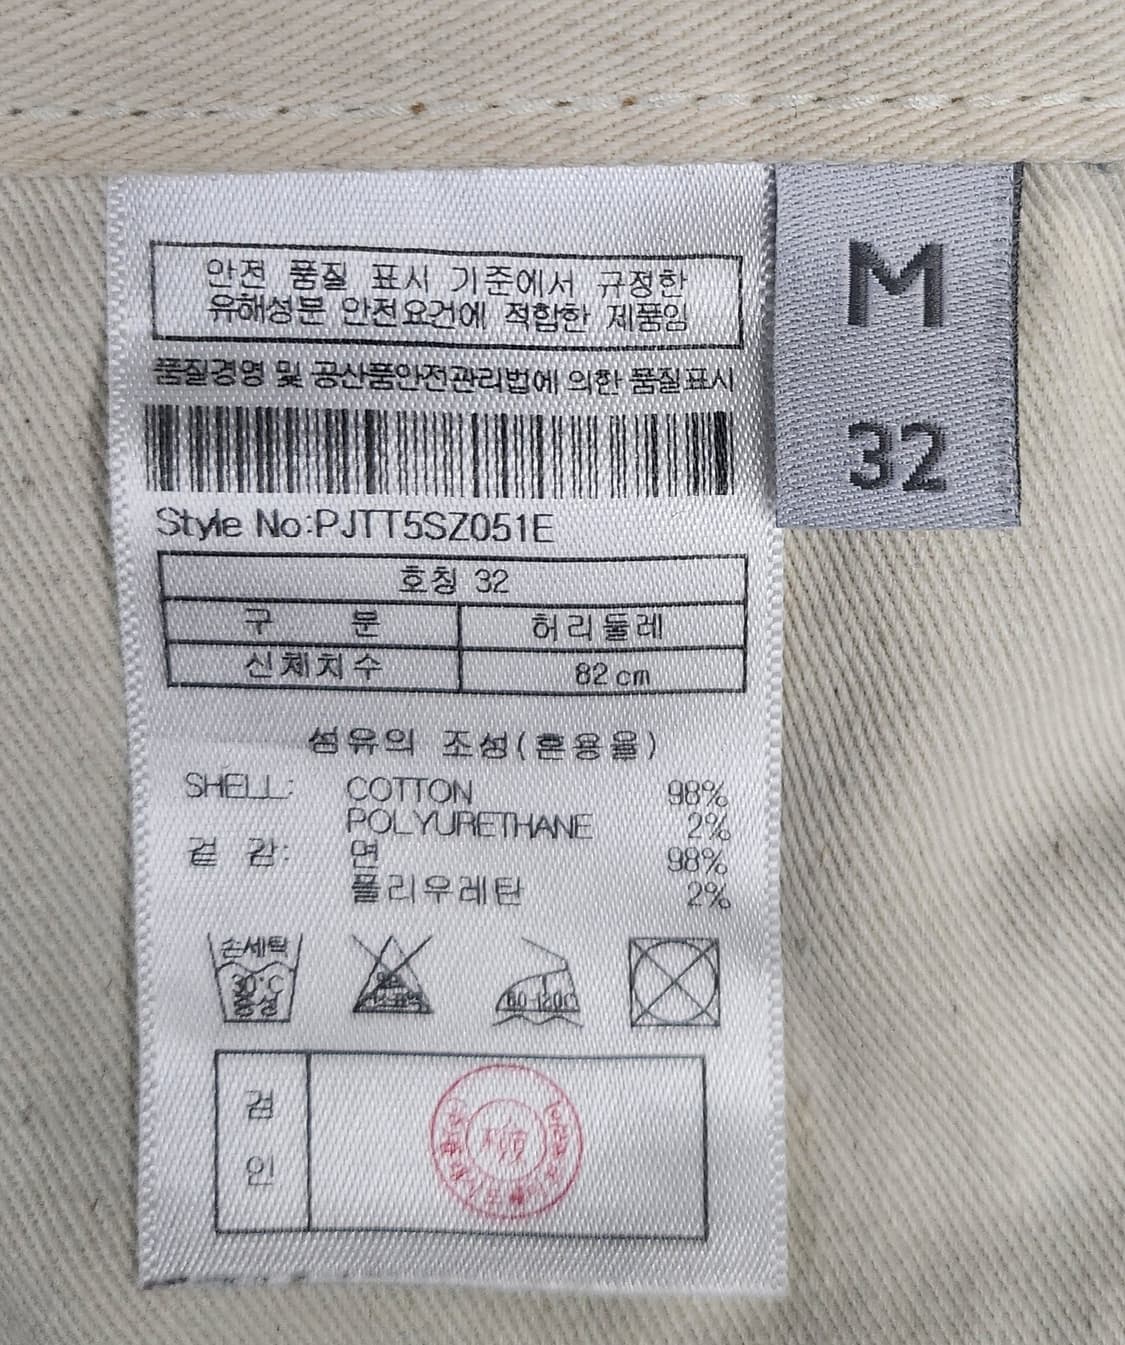 안전 품질 표시 기준에서 규정한
유해성분 안전요건에 적합한 제품임
품질경영 및 공산품안전관리법에 의한 품질표시
Style No:PJTT5SZ051E
호칭 32
구 분 허리둘레
신체치수 82 cm
섬유의 조성(혼용율)
SHELL: COTTON 98%
POLYURETHANE 2%
겉 감: 면 98%
폴리우레탄 2%
손세탁
30°C
중성
80-120C
검
인
M
32